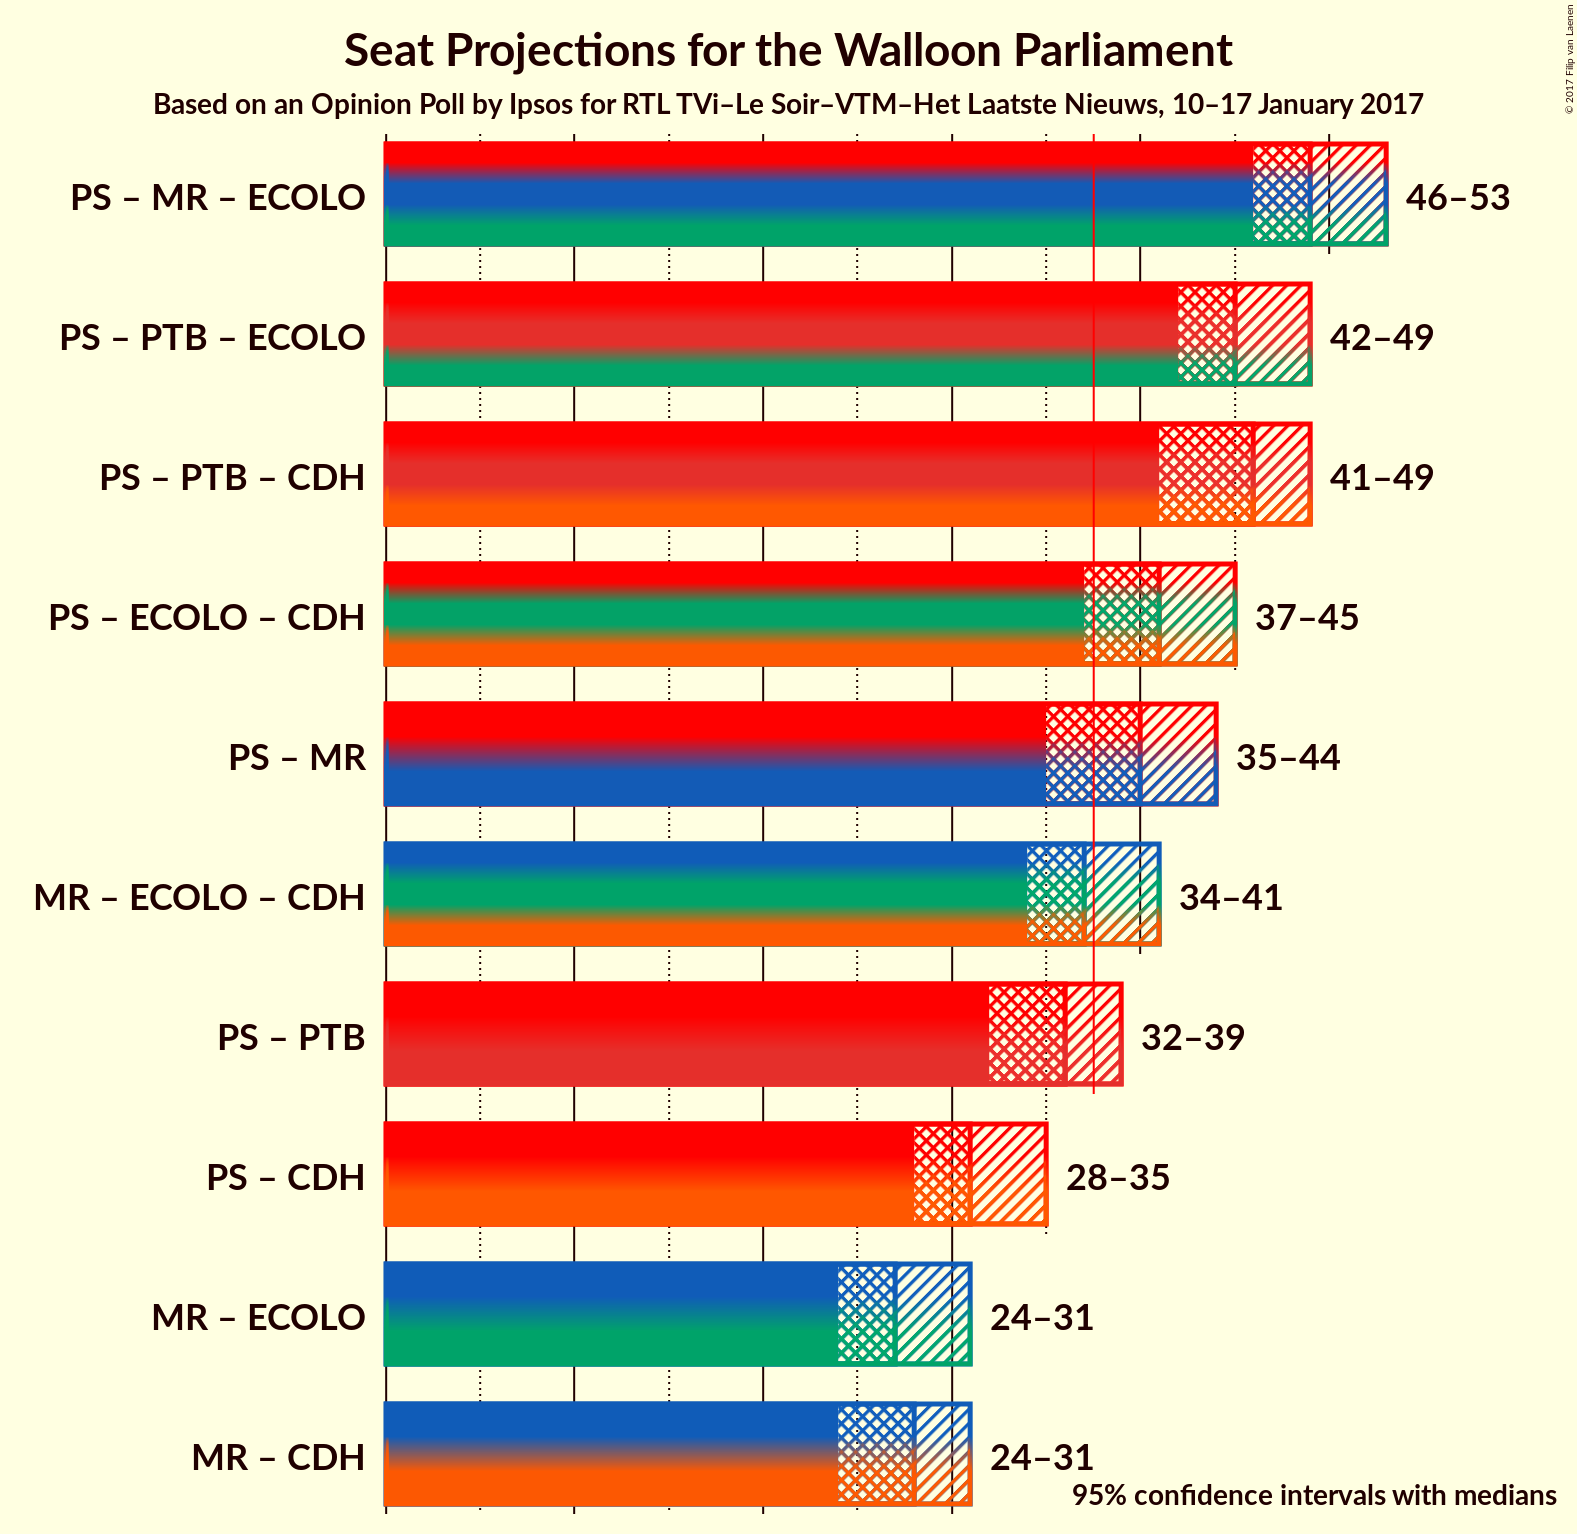 Seat Projections for the Walloon Parliament
Based on an Opinion Poll by Ipsos for RTL TVi–Le Soir–VTM–Het Laatste Nieuws, 10–17 January 2017
© 2017 Filip van Laenen
PS – MR – ECOLO 46–53
PS – PTB – ECOLO 42–49
PS – PTB – CDH 41–49
PS – ECOLO – CDH 37–45
PS – MR 35–44
MR – ECOLO – CDH 34–41
PS – PTB 32–39
PS – CDH 28–35
MR – ECOLO 24–31
MR – CDH 24–31
95% confidence intervals with medians